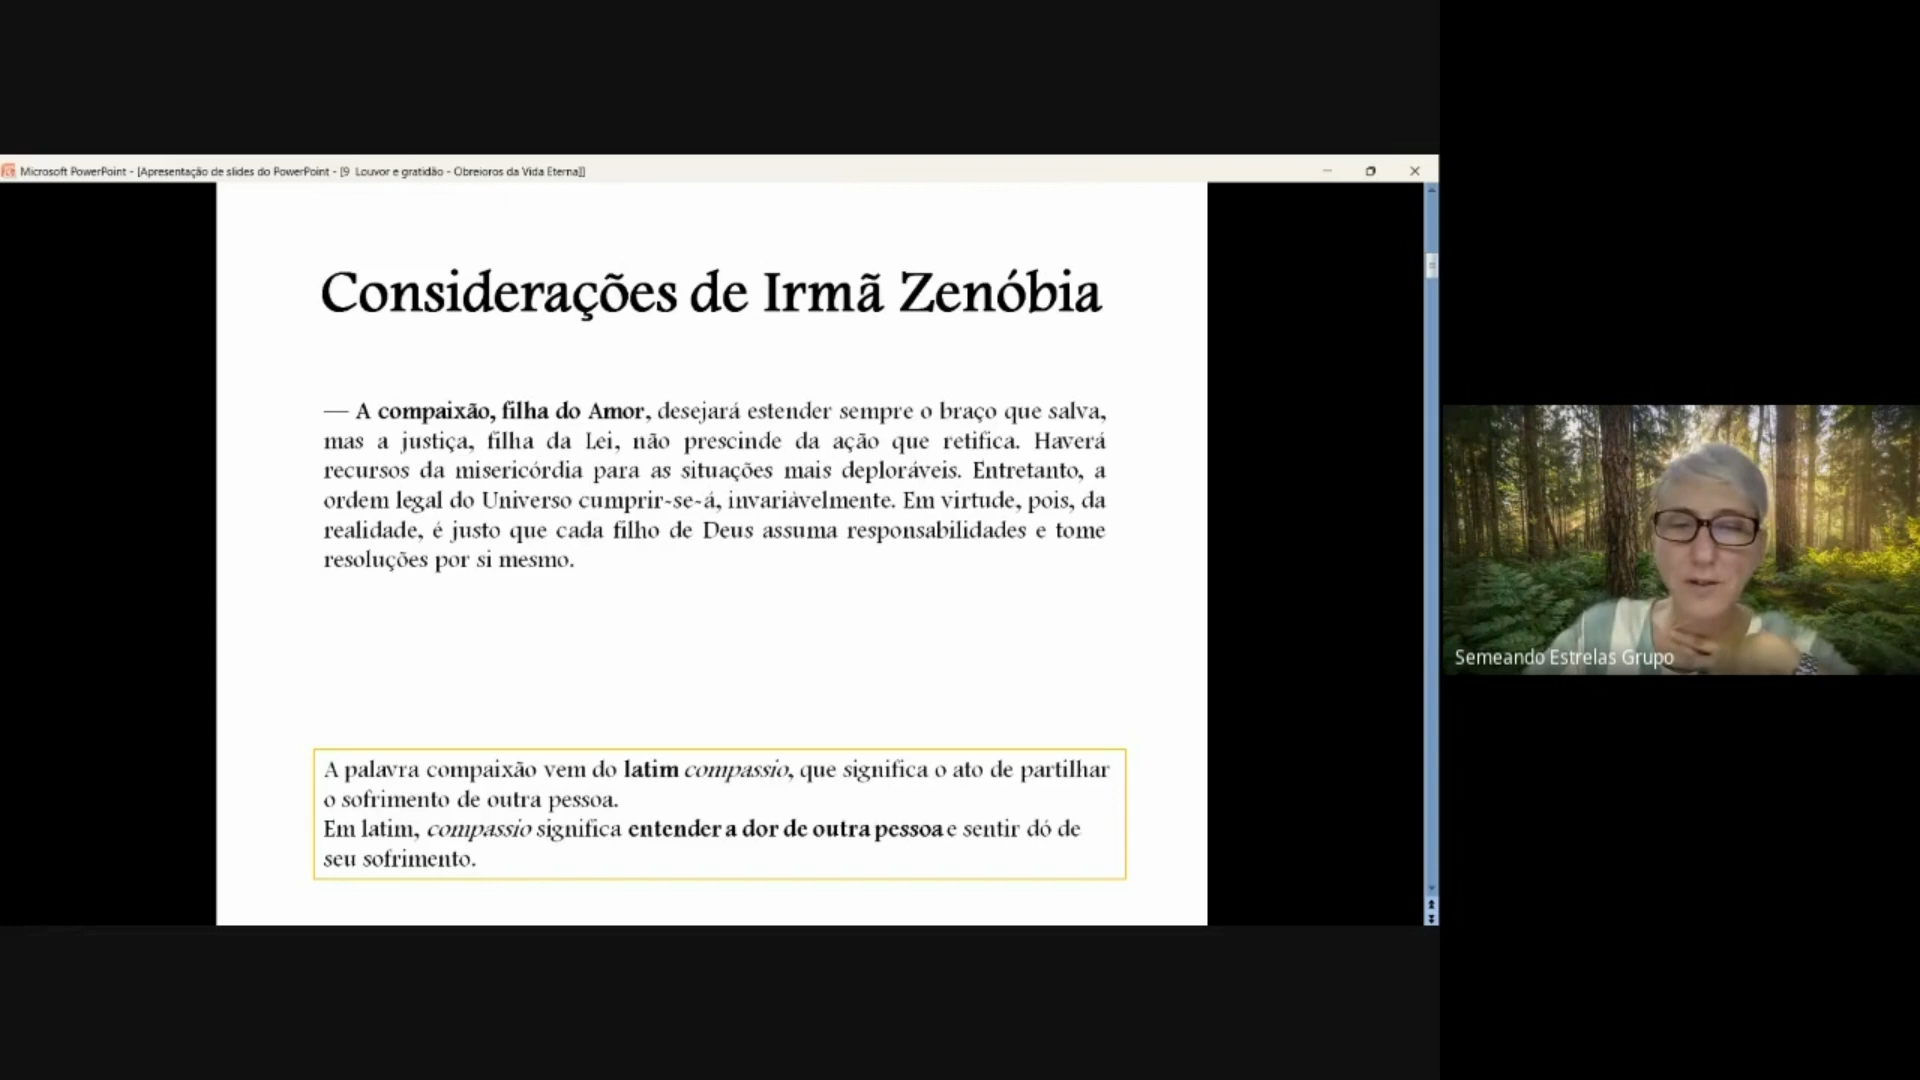 Microsoft PowerPoint - [Apresentação de slides do PowerPoint - [9 Louvor e gratidão - Obreioros da Vida Eterna]]
Considerações de Irmã Zenóbia
— A compaixão, filha do Amor, desejará estender sempre o braço que salva,
mas a justiça, filha da Lei, não prescinde da ação que retifica. Haverá
recursos da misericórdia para as situações mais deploráveis. Entretanto, a
ordem legal do Universo cumprir-se-á, invariàvelmente. Em virtude, pois, da
realidade, é justo que cada filho de Deus assuma responsabilidades e tome
resoluções por si mesmo.
A palavra compaixão vem do latim compassio, que significa o ato de partilhar
o sofrimento de outra pessoa.
Em latim, compassio significa entender a dor de outra pessoa e sentir dó de
seu sofrimento.
Semeando Estrelas Grupo